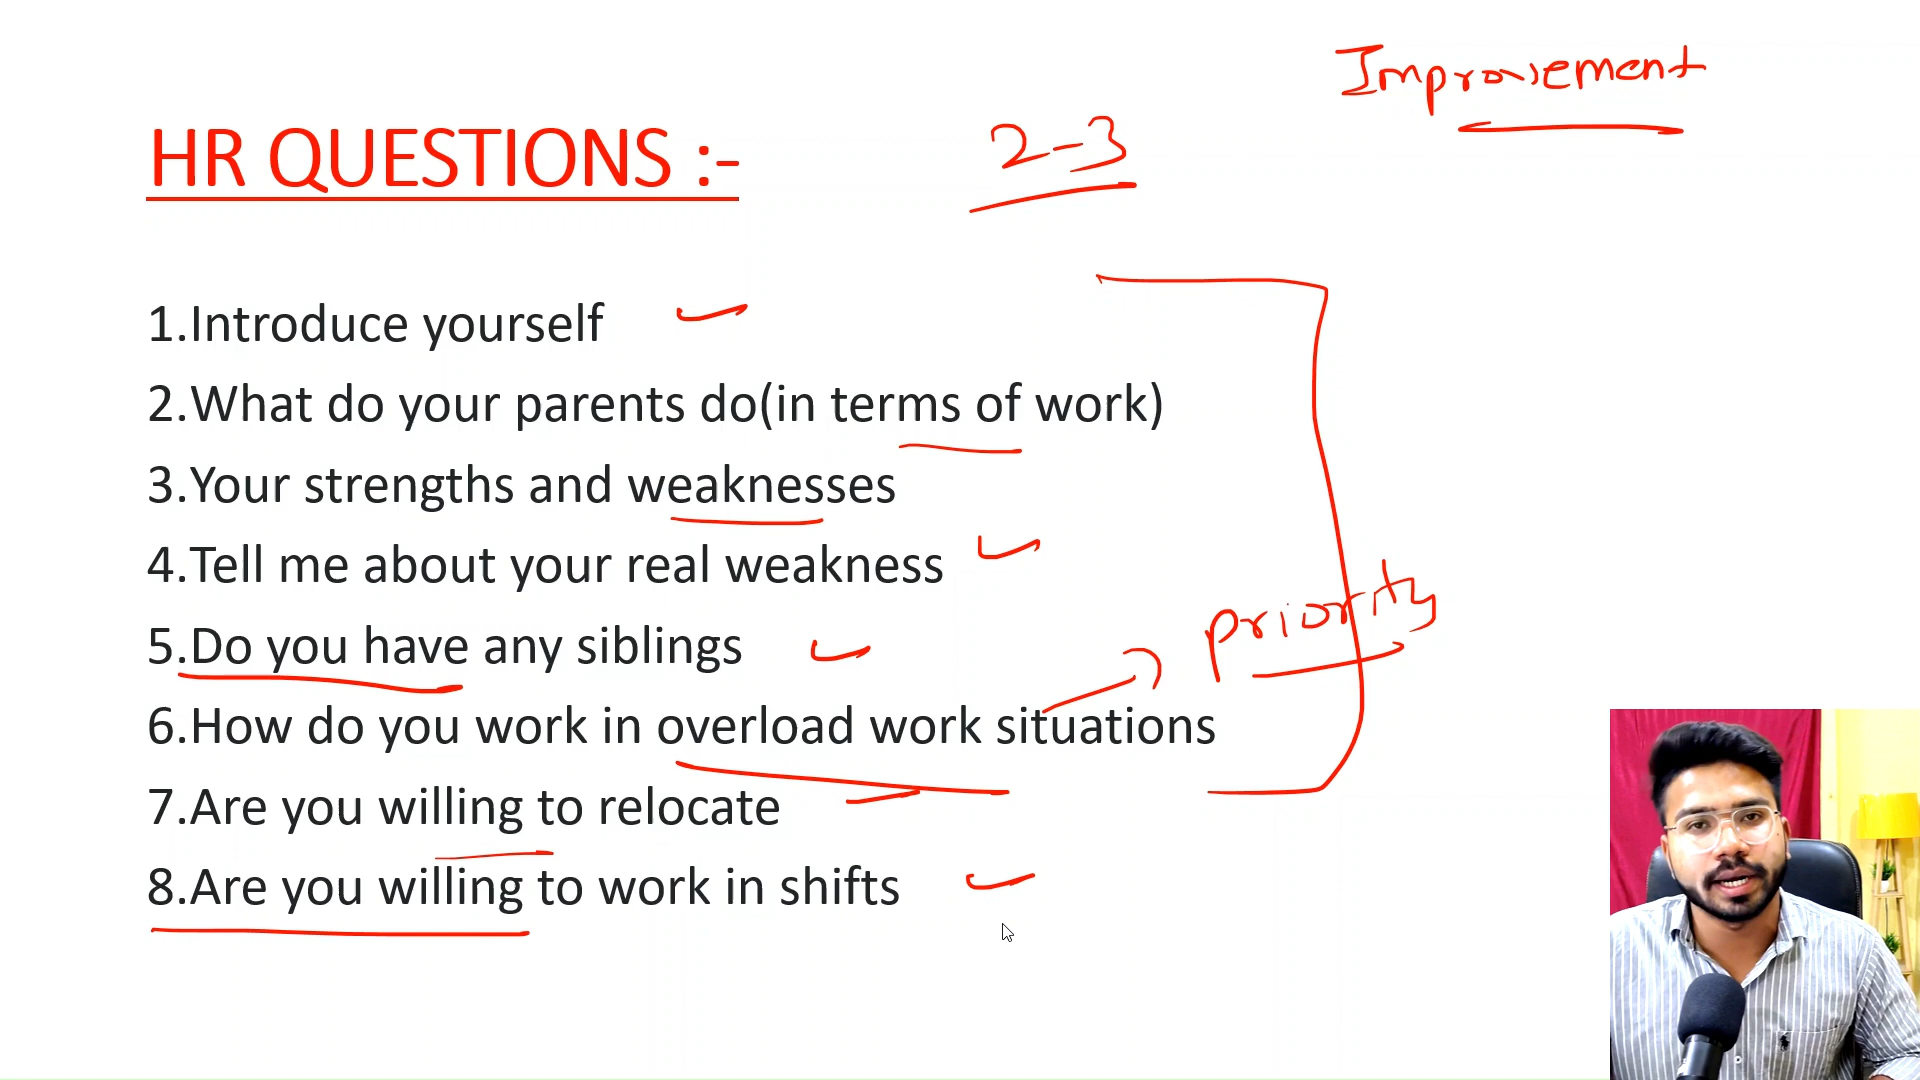 Improvement
HR QUESTIONS :-
2-3
1.Introduce yourself
2.What do your parents do(in terms of work)
3.Your strengths and weaknesses
4.Tell me about your real weakness
priority
5.Do you have any siblings
6.How do you work in overload work situations
7.Are you willing to relocate
8.Are you willing to work in shifts